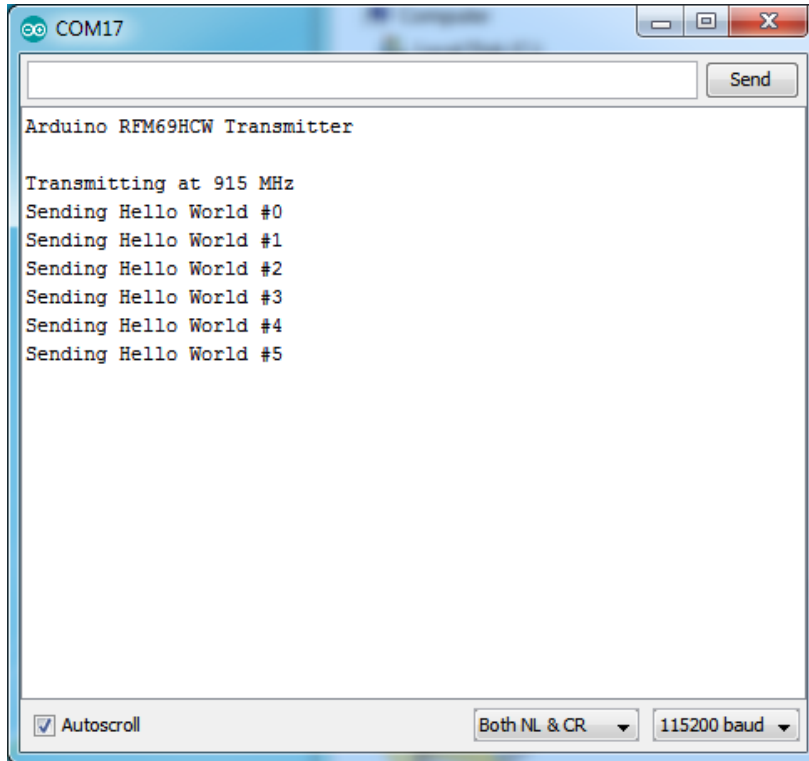 COM17
Send
Arduino RFM69HCW Transmitter
Transmitting at 915 MHz
Sending Hello World #0
Sending Hello World #1
Sending Hello World #2
Sending Hello World #3
Sending Hello World #4
Sending Hello World #5
Autoscroll
Both NL & CR
115200 baud